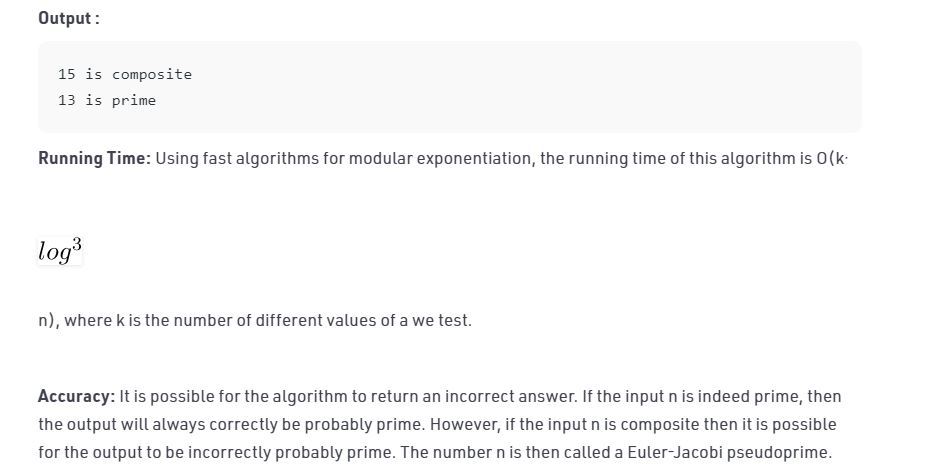 Output :
15 is composite
13 is prime
Running Time: Using fast algorithms for modular exponentiation, the running time of this algorithm is O(k·
log³
n), where k is the number of different values of a we test.
Accuracy: It is possible for the algorithm to return an incorrect answer. If the input n is indeed prime, then
the output will always correctly be probably prime. However, if the input n is composite then it is possible
for the output to be incorrectly probably prime. The number n is then called a Euler-Jacobi pseudoprime.